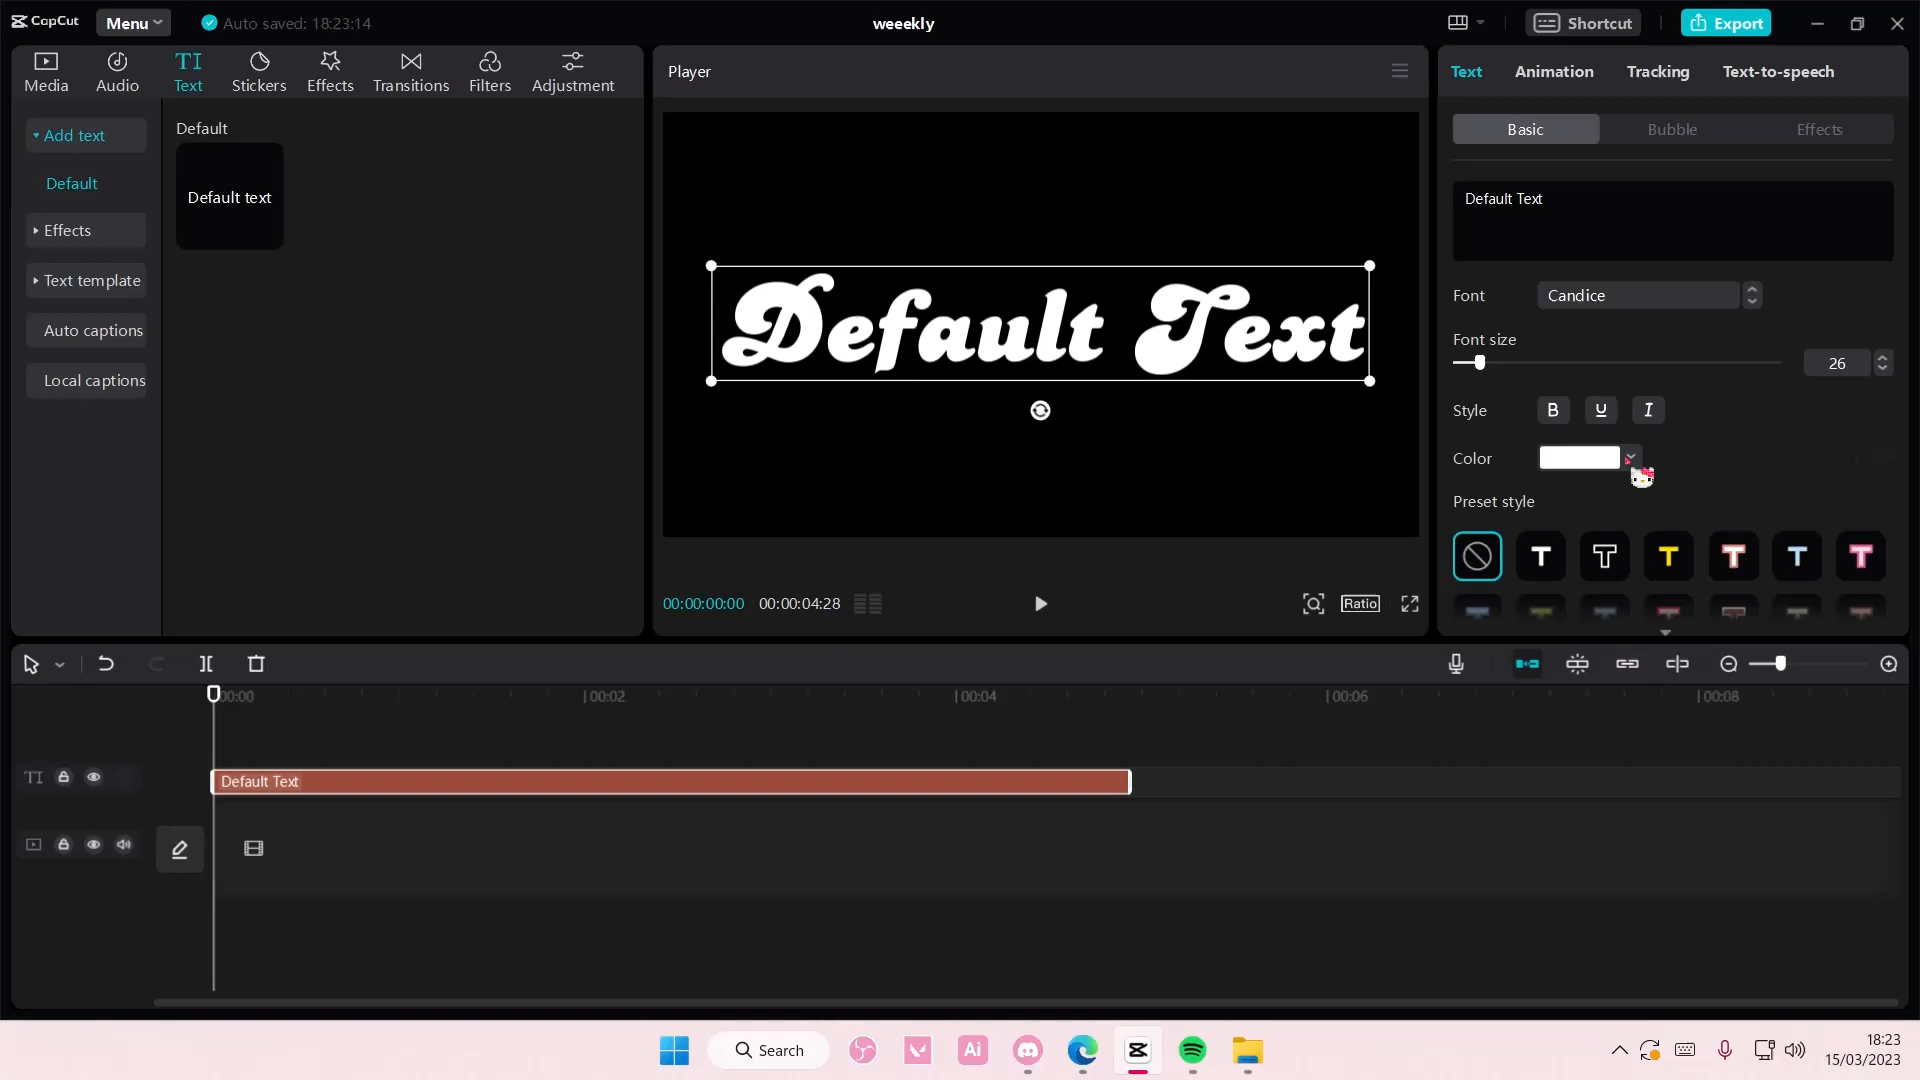 CapCut
Menu
Auto saved: 18:23:14
weeekly
Shortcut
Export
Media
Audio
TI
Text
Stickers
Effects
Transitions
Filters
Adjustment
Add text
Default
Effects
Text template
Auto captions
Local captions
Default
Default text
Player
Default Text
00:00:00:00
00:00:04:28
Ratio
Text
Animation
Tracking
Text-to-speech
Basic
Bubble
Effects
Default Text
Font
Candice
Font size
26
Style
B
U
I
Color
Preset style
T T T T T T
T T T T T T T
00:00
00:02
00:04
00:06
00:08
TI
Default Text
Search
Ai
18:23
15/03/2023